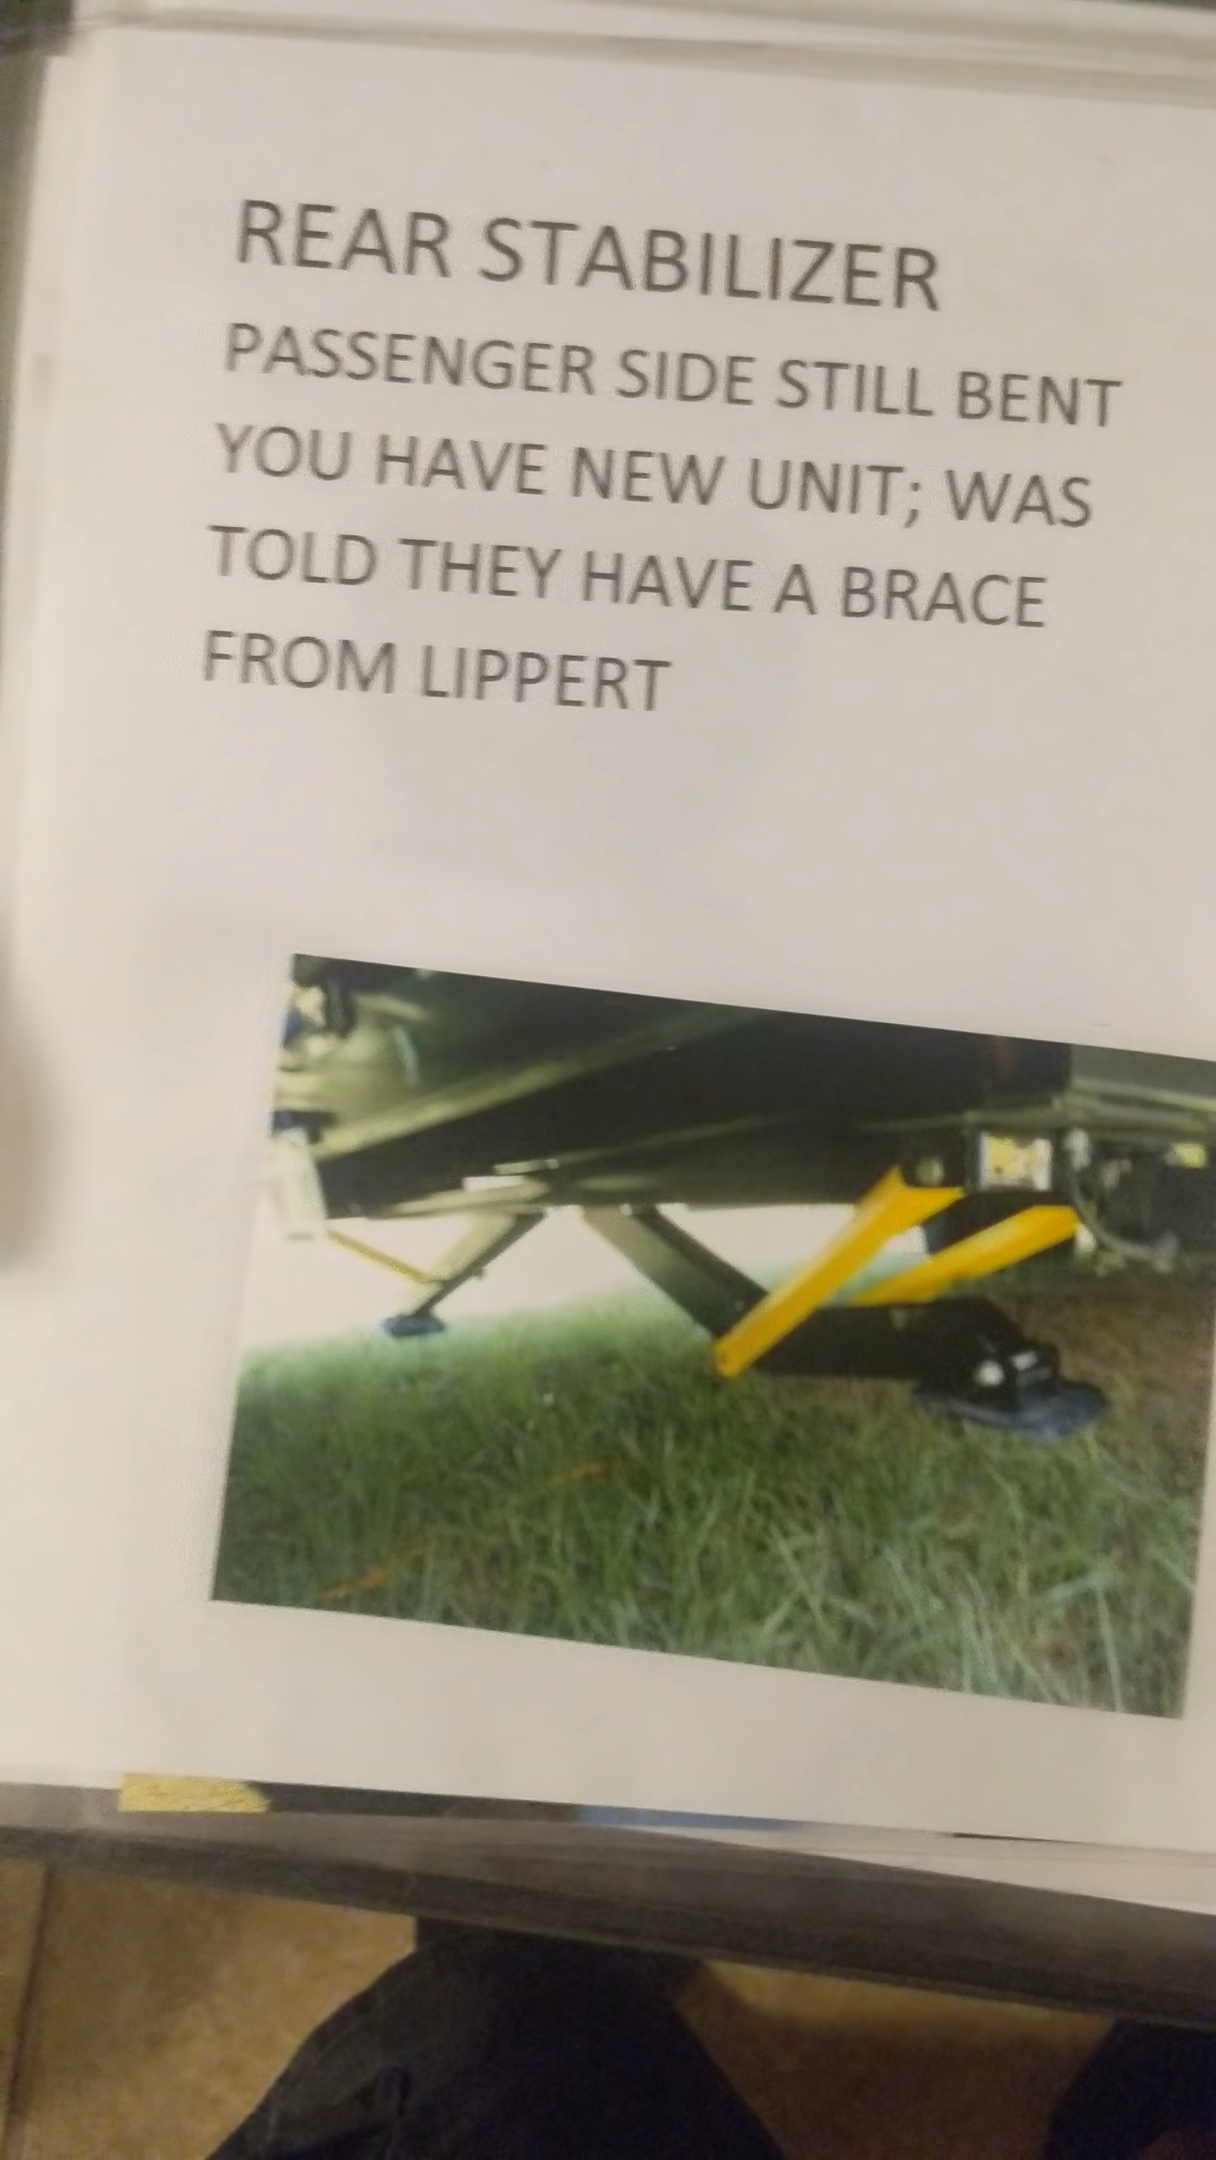 REAR STABILIZER
PASSENGER SIDE STILL BENT
YOU HAVE NEW UNIT; WAS
TOLD THEY HAVE A BRACE
FROM LIPPERT